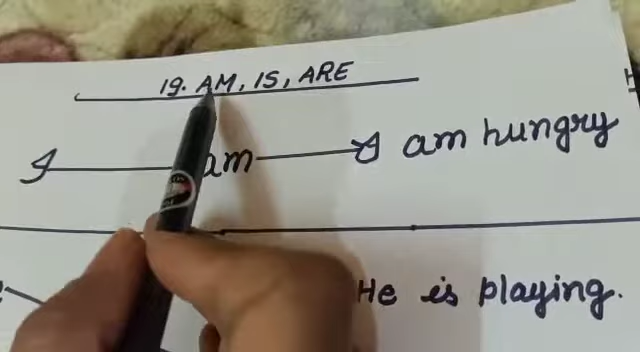 19. AM, IS, ARE
I am I am hungry
He is playing.